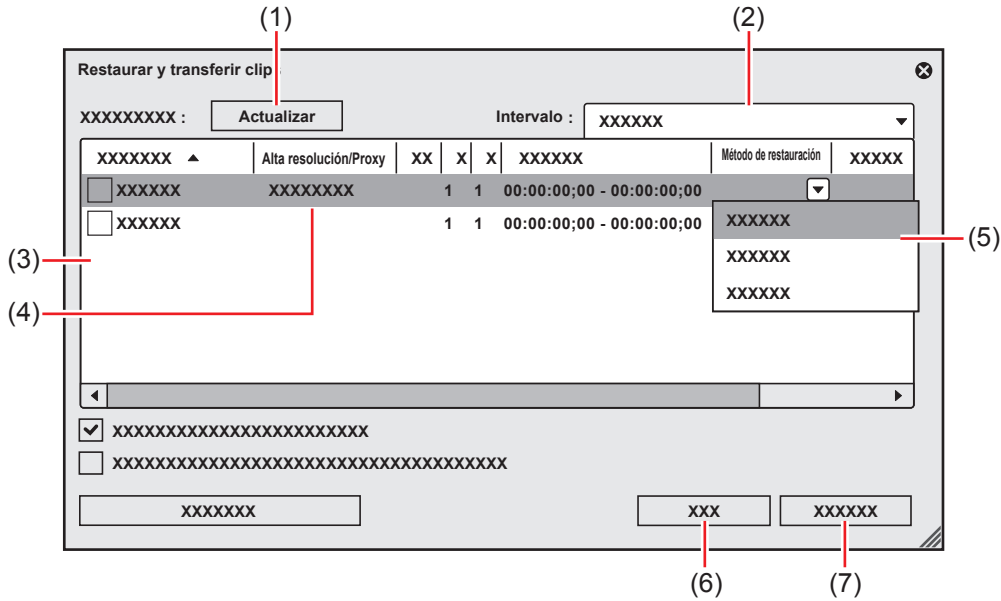 (1) (2)
Restaurar y transferir clips
XXXXXXXXX : Actualizar Intervalo : XXXXXX
XXXXXXX Alta resolución/Proxy XX X X XXXXXX Método de restauración XXXXX
XXXXXX XXXXXXXX 1 1 00:00:00;00 - 00:00:00;00
XXXXXX 1 1 00:00:00;00 - 00:00:00;00 XXXXXX
(3) (5)
XXXXXX
(4) XXXXXX
XXXXXXXXXXXXXXXXXXXXXXXX
XXXXXXXXXXXXXXXXXXXXXXXXXXXXXXXXXXXXX
XXXXXXX XXX XXXXXX
(6) (7)